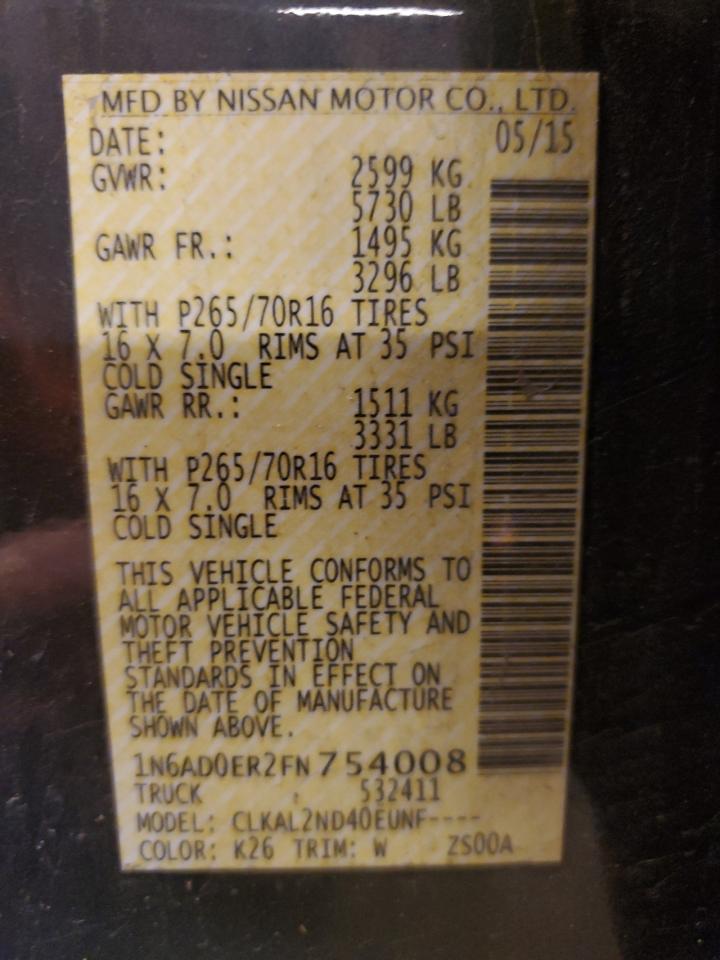 MFD BY NISSAN MOTOR CO., LTD.
DATE: 05/15
GVWR: 2599 KG
5730 LB
GAWR FR.: 1495 KG
3296 LB
WITH P265/70R16 TIRES
16 X 7.0 RIMS AT 35 PSI
COLD SINGLE
GAWR RR.: 1511 KG
3331 LB
WITH P265/70R16 TIRES
16 X 7.0 RIMS AT 35 PSI
COLD SINGLE
THIS VEHICLE CONFORMS TO
ALL APPLICABLE FEDERAL
MOTOR VEHICLE SAFETY AND
THEFT PREVENTION
STANDARDS IN EFFECT ON
THE DATE OF MANUFACTURE
SHOWN ABOVE.
1N6AD0ER2FN754008
TRUCK 532411
MODEL: CLKAL2ND40EUNF----
COLOR: K26 TRIM: W ZS00A